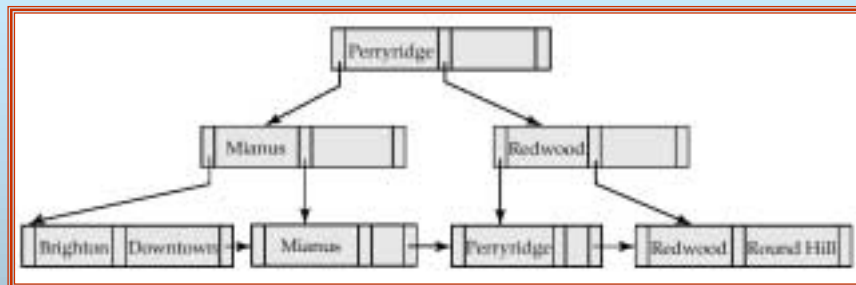 Perryridge
Mianus Redwood
Brighton Downtown Mianus Perryridge Redwood Round Hill